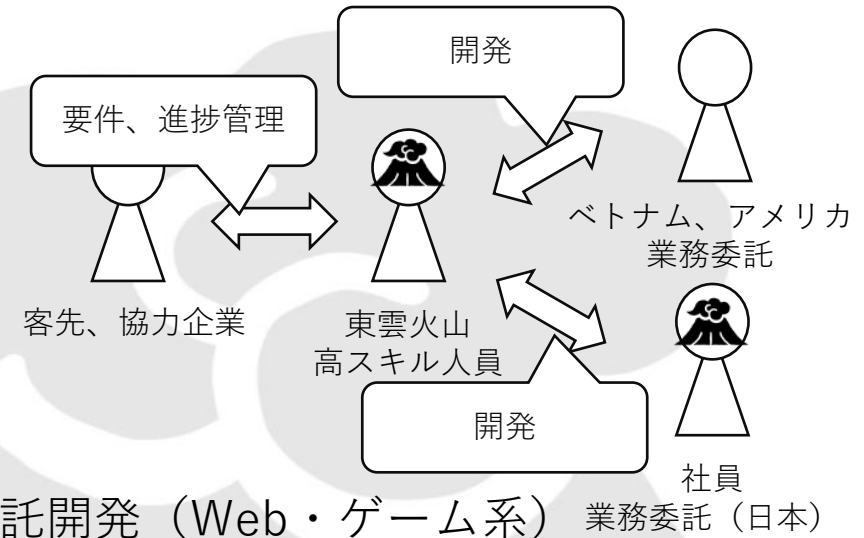 開発
要件、進捗管理
ベトナム、アメリカ
業務委託
客先、協力企業
東雲火山
高スキル人員
開発
社員
業務委託（日本）
託開発（Web・ゲーム系）